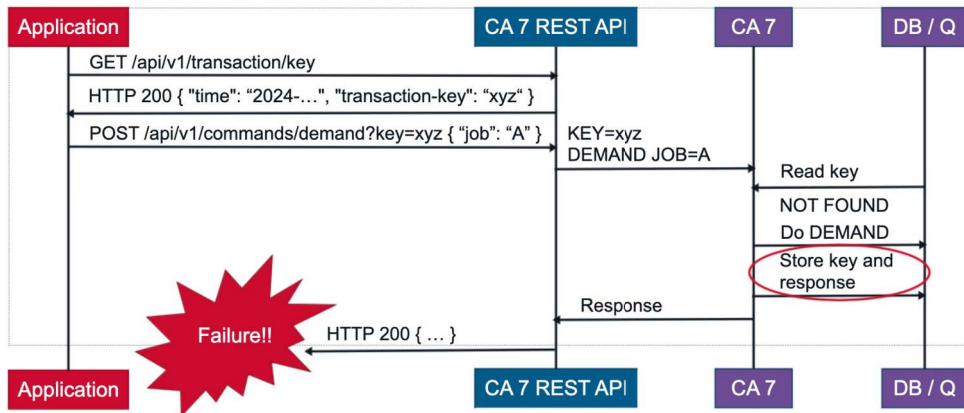 Application
CA 7 REST API
CA 7
DB / Q
GET /api/v1/transaction/key
HTTP 200 { "time": “2024-…”, "transaction-key": “xyz“ }
POST /api/v1/commands/demand?key=xyz { “job”: “A” }
KEY=xyz
DEMAND JOB=A
Read key
NOT FOUND
Do DEMAND
Store key and
response
Response
Failure!!
HTTP 200 { … }
Application
CA 7 REST API
CA 7
DB / Q